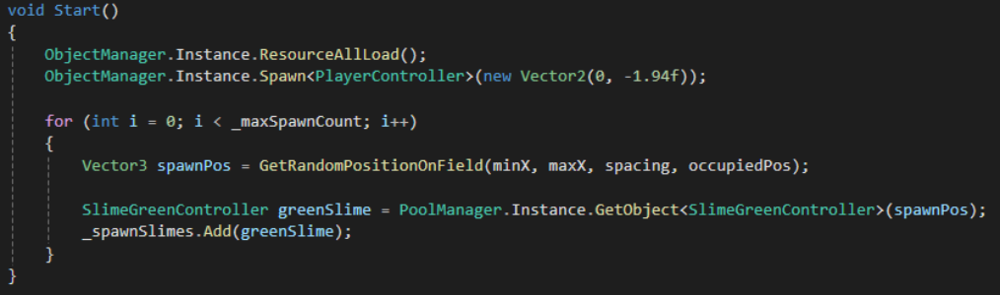 void Start()
{
    ObjectManager.Instance.ResourceAllLoad();
    ObjectManager.Instance.Spawn<PlayerController>(new Vector2(0, -1.94f));
    for (int i = 0; i < _maxSpawnCount; i++)
    {
        Vector3 spawnPos = GetRandomPositionOnField(minX, maxX, spacing, occupiedPos);
        SlimeGreenController greenSlime = PoolManager.Instance.GetObject<SlimeGreenController>(spawnPos);
        _spawnSlimes.Add(greenSlime);
    }
}